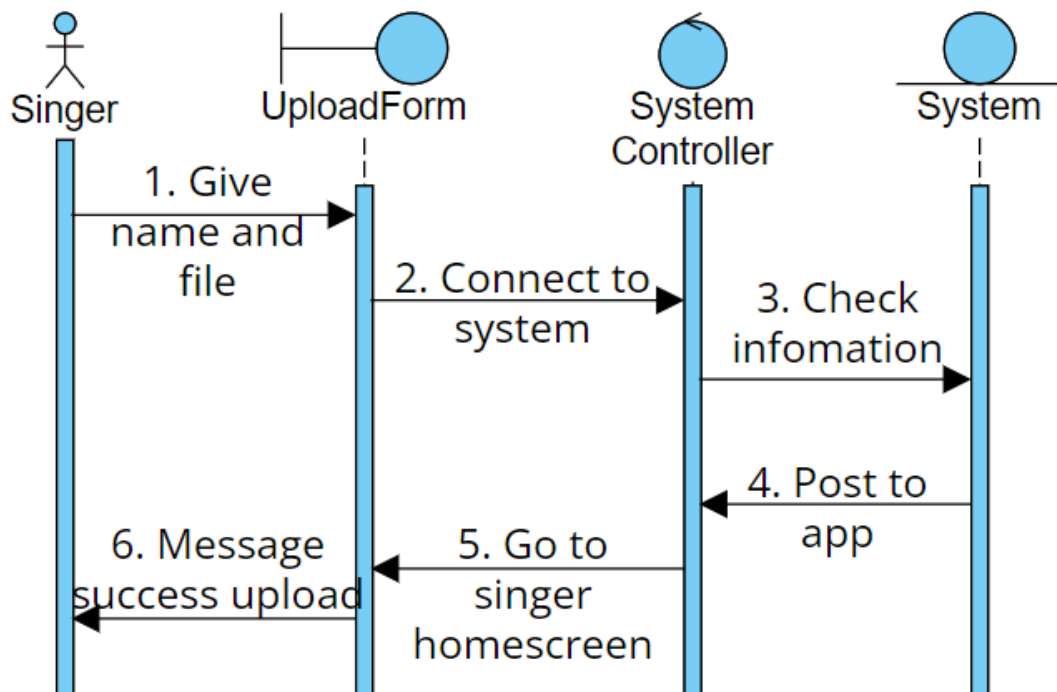 Singer
UploadForm
System
Controller
System
1. Give
name and
file
2. Connect to
system
3. Check
infomation
4. Post to
app
5. Go to
singer
homescreen
6. Message
success upload